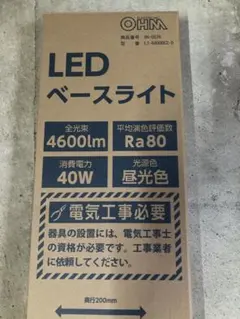 OHM
LED
ベースライト
全光束
4600lm
平均演色評価数
Ra80
消費電力
40W
光源色
昼光色
電気工事必要
器具の設置には、電気工事士
の資格が必要です。工事業者
に依頼してください。
奥行200mm